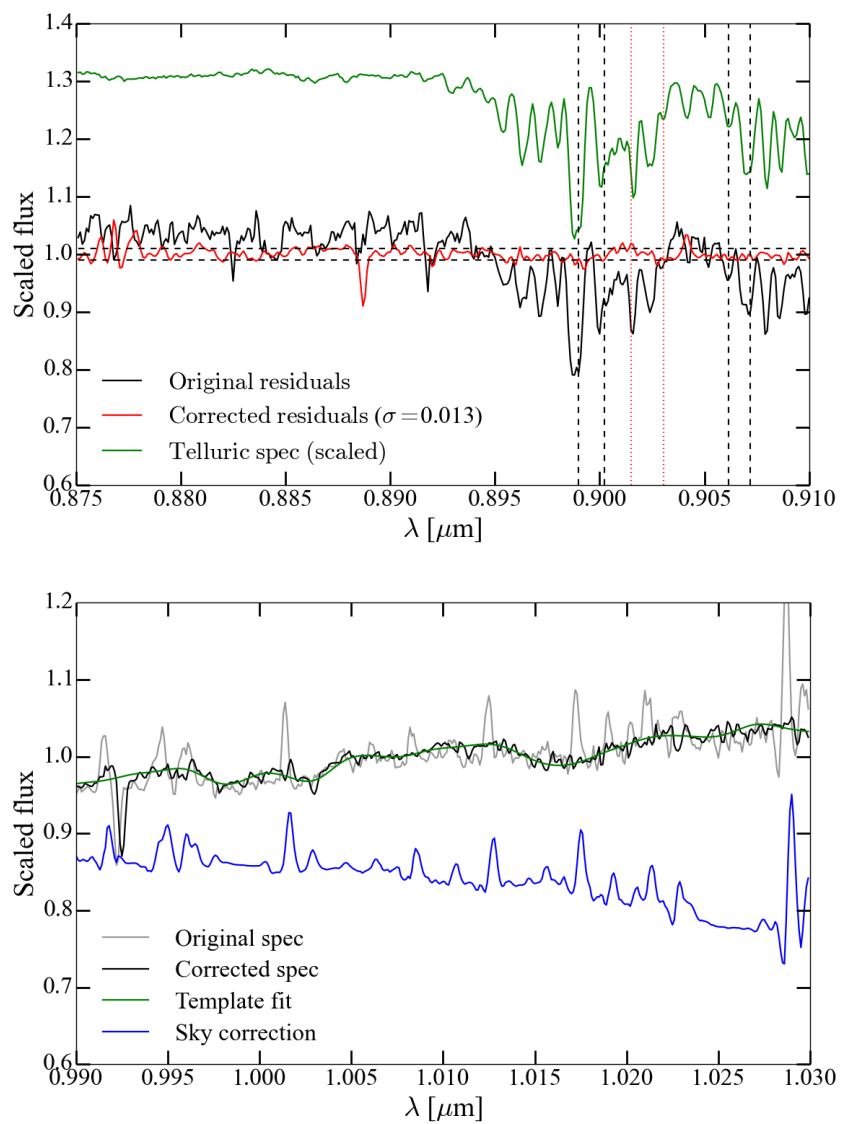 1.4
1.3
1.2
1.1
1.0
0.9
0.8
0.7
0.6
Scaled flux
Original residuals
Corrected residuals (σ = 0.013)
Telluric spec (scaled)
0.875 0.880 0.885 0.890 0.895 0.900 0.905 0.910
λ [μm]
1.2
1.1
1.0
0.9
0.8
0.7
0.6
Scaled flux
Original spec
Corrected spec
Template fit
Sky correction
0.990 0.995 1.000 1.005 1.010 1.015 1.020 1.025 1.030
λ [μm]